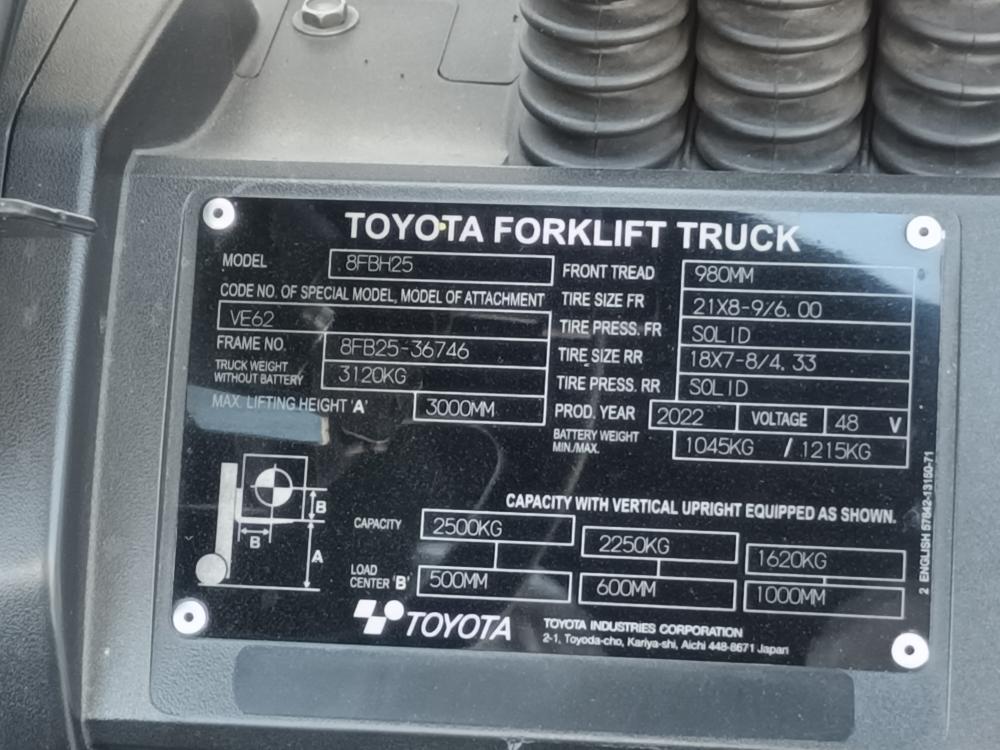 TOYOTA FORKLIFT TRUCK
MODEL 8FBH25
CODE NO. OF SPECIAL MODEL, MODEL OF ATTACHMENT
VE62
FRAME NO. 8FB25-36746
TRUCK WEIGHT
WITHOUT BATTERY 3120KG
MAX. LIFTING HEIGHT 'A' 3000MM
FRONT TREAD 980MM
TIRE SIZE FR 21X8-9/6.00
TIRE PRESS. FR SOLID
TIRE SIZE RR 18X7-8/4.33
TIRE PRESS. RR SOLID
PROD. YEAR 2022 VOLTAGE 48 V
BATTERY WEIGHT
MIN./MAX. 1045KG / 1215KG
B
B
A
CAPACITY WITH VERTICAL UPRIGHT EQUIPPED AS SHOWN.
CAPACITY 2500KG 2250KG 1620KG
LOAD
CENTER 'B' 500MM 600MM 1000MM
TOYOTA
TOYOTA INDUSTRIES CORPORATION
2-1, Toyoda-cho, Kariya-shi, Aichi 448-8671 Japan
2 ENGLISH 57842-13150-71